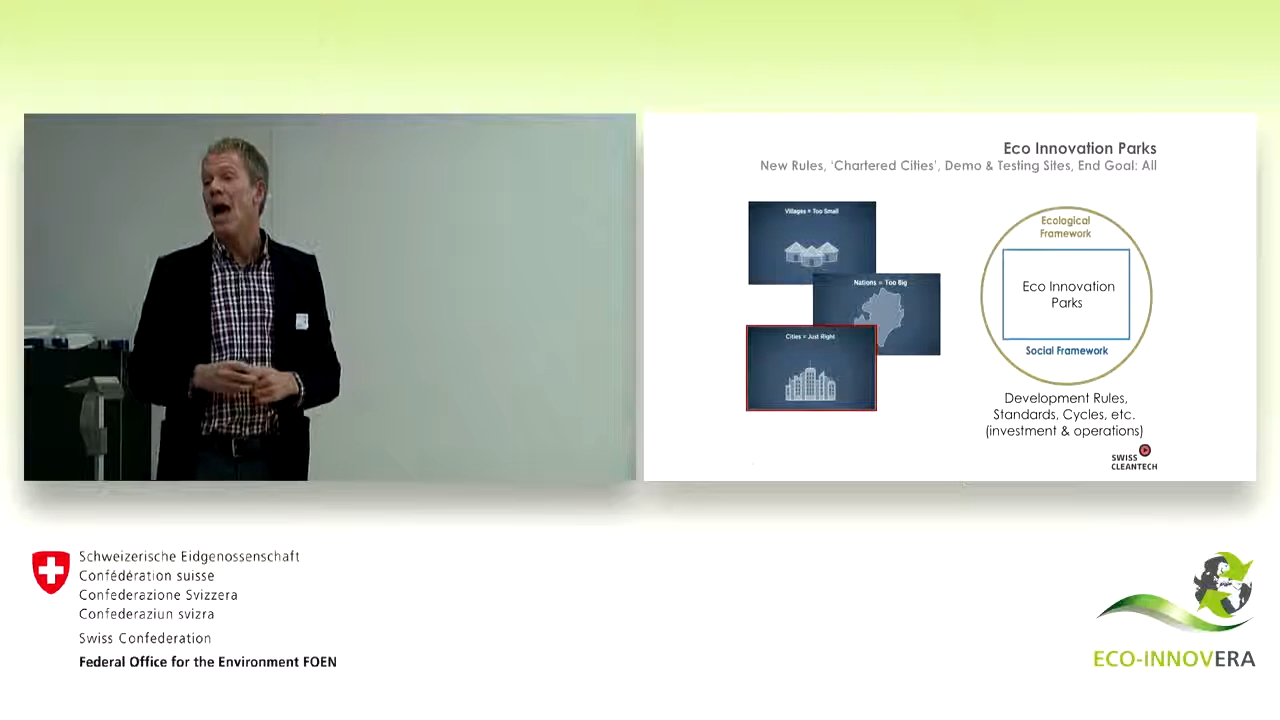 Eco Innovation Parks
New Rules, ‘Chartered Cities’, Demo & Testing Sites, End Goal: All
Villages = Too Small
Nations = Too Big
Cities = Just Right
Ecological
Framework
Eco Innovation
Parks
Social Framework
Development Rules,
Standards, Cycles, etc.
(investment & operations)
SWISS
CLEANTECH
Schweizerische Eidgenossenschaft
Confédération suisse
Confederazione Svizzera
Confederaziun svizra
Swiss Confederation
Federal Office for the Environment FOEN
ECO-INNOVERA